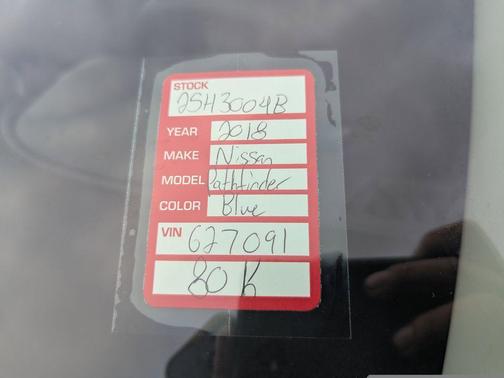 STOCK
25H3004B
YEAR 2018
MAKE Nissan
MODEL Pathfinder
COLOR Blue
VIN 627091
80 K